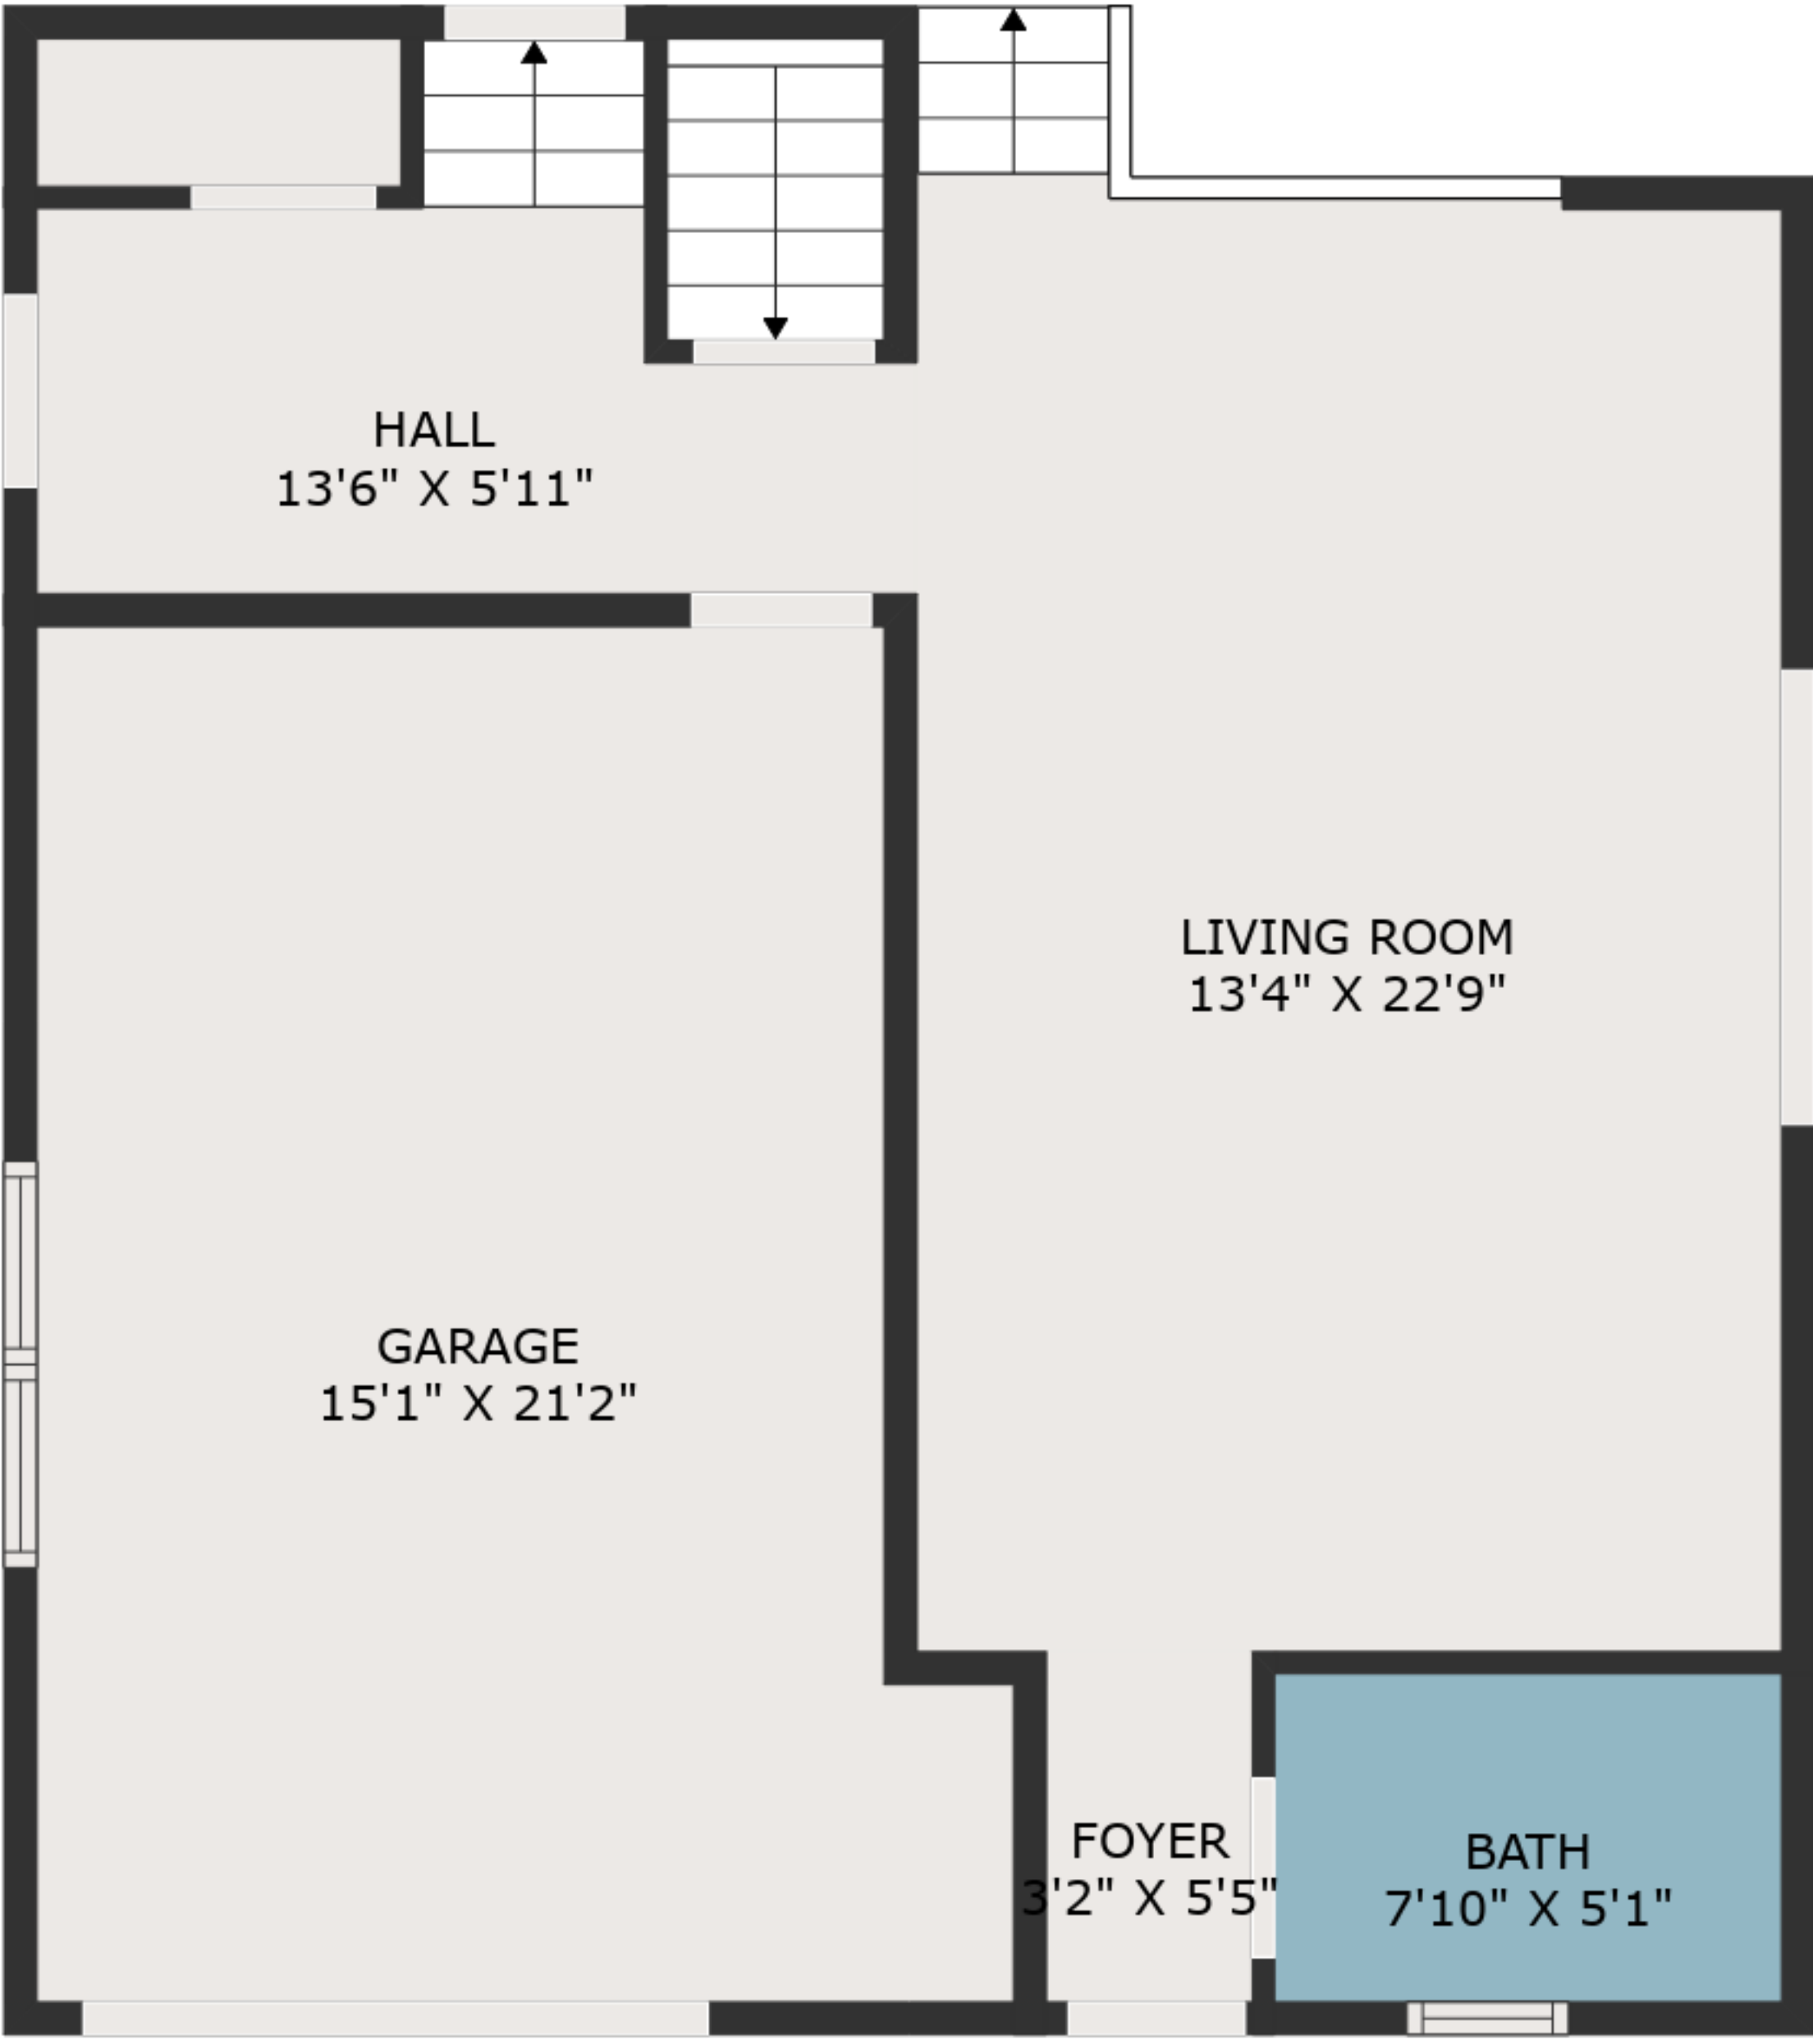 HALL
13'6" X 5'11"
LIVING ROOM
13'4" X 22'9"
GARAGE
15'1" X 21'2"
FOYER
3'2" X 5'5"
BATH
7'10" X 5'1"